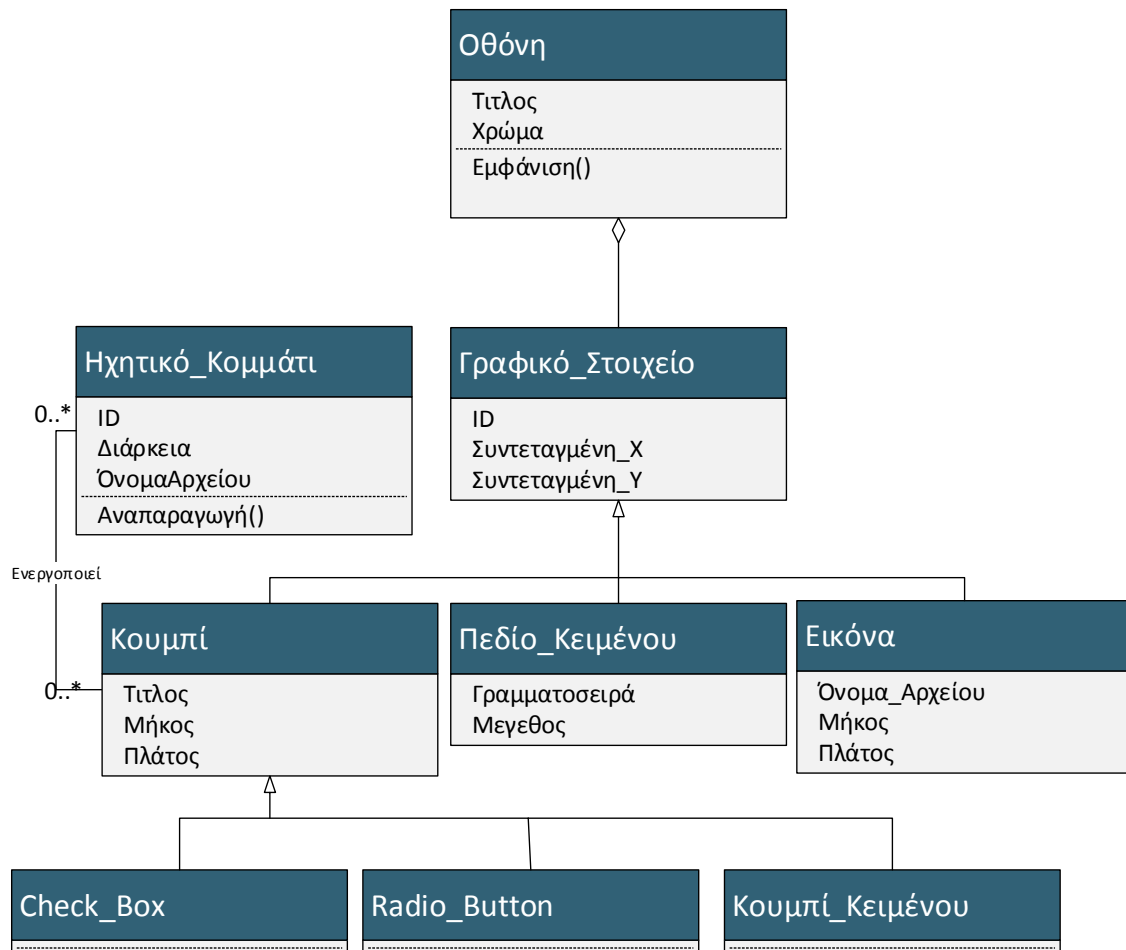 Οθόνη
Τιτλος
Χρώμα
Εμφάνιση()
Ηχητικό_Κομμάτι
ID
Διάρκεια
ΌνομαΑρχείου
Αναπαραγωγή()
Γραφικό_Στοιχείο
ID
Συντεταγμένη_Χ
Συντεταγμένη_Υ
0..*
Ενεργοποιεί
0..*
Κουμπί
Τιτλος
Μήκος
Πλάτος
Πεδίο_Κειμένου
Γραμματοσειρά
Μεγεθος
Εικόνα
Όνομα_Αρχείου
Μήκος
Πλάτος
Check_Box
Radio_Button
Κουμπί_Κειμένου